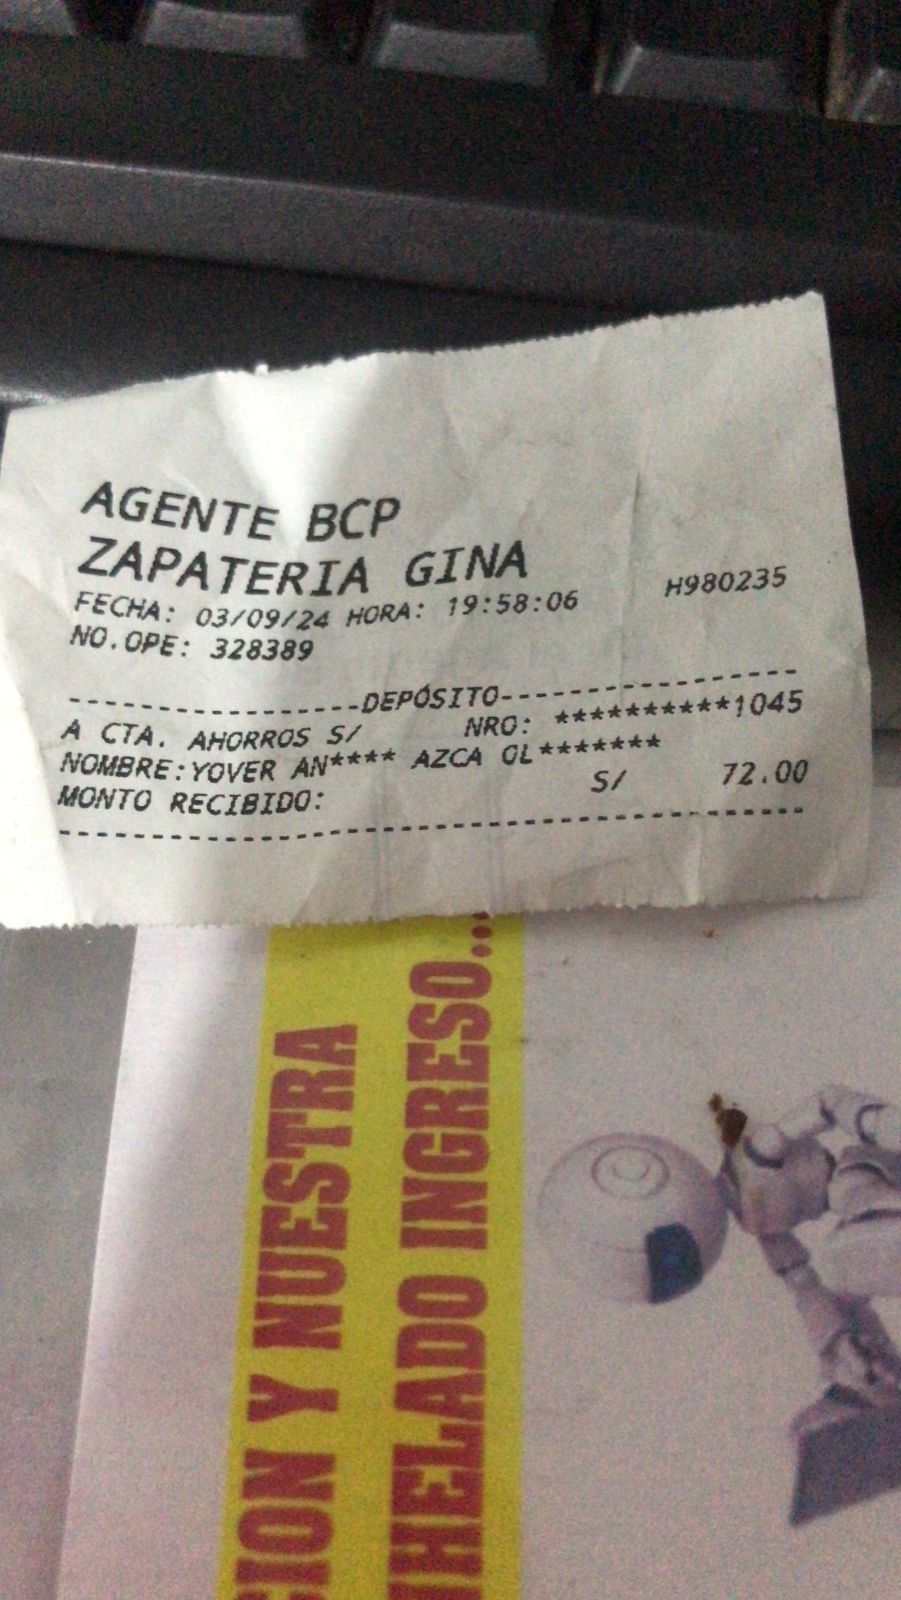 AGENTE BCP
ZAPATERIA GINA
FECHA: 03/09/24 HORA: 19:58:06 H980235
NO.OPE: 328389
-----------------DEPÓSITO-----------------
A CTA. AHORROS S/ NRO: **********1045
NOMBRE:YOVER AN**** AZCA OL*******
MONTO RECIBIDO: S/ 72.00
------------------------------------------
CION Y NUESTRA
NHELADO INGRESO...